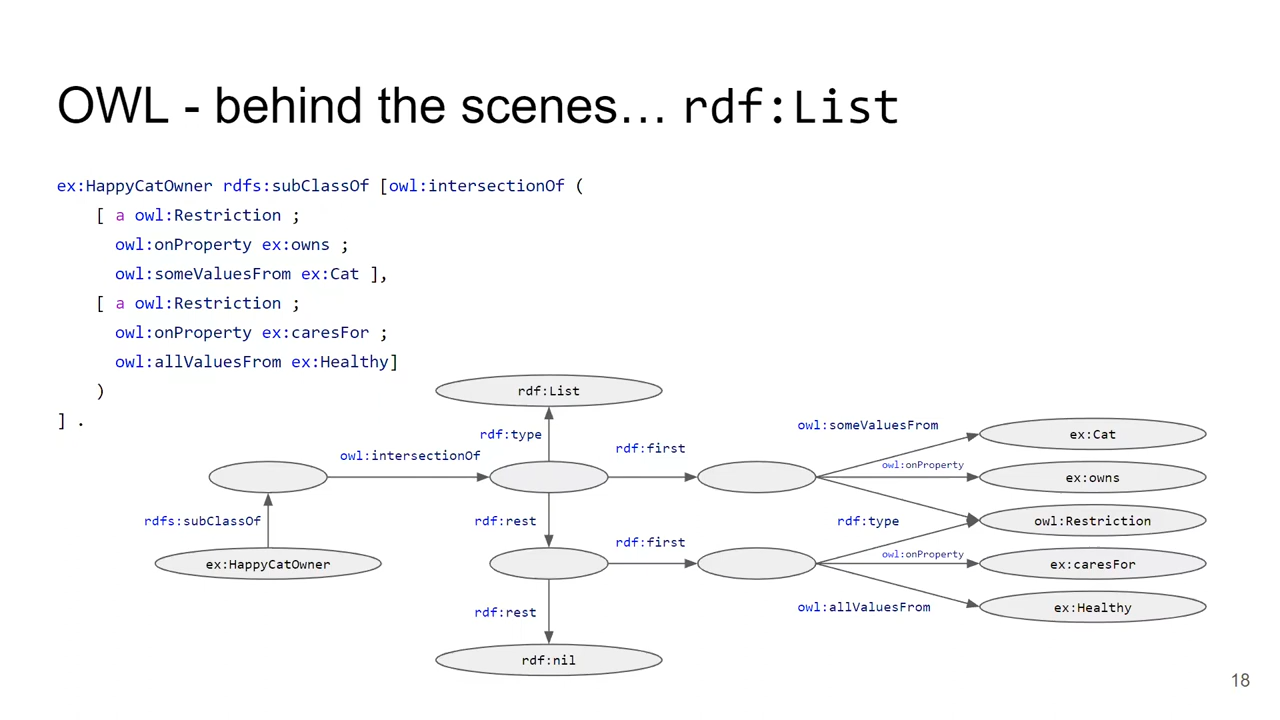 OWL - behind the scenes… rdf:List
ex:HappyCatOwner rdfs:subClassOf [owl:intersectionOf (
[ a owl:Restriction ;
owl:onProperty ex:owns ;
owl:someValuesFrom ex:Cat ],
[ a owl:Restriction ;
owl:onProperty ex:caresFor ;
owl:allValuesFrom ex:Healthy]
)
] .
rdf:List
rdf:type
owl:intersectionOf
rdf:first
owl:someValuesFrom
ex:Cat
owl:onProperty
ex:owns
rdfs:subClassOf
rdf:rest
rdf:type
owl:Restriction
rdf:first
owl:onProperty
ex:HappyCatOwner
ex:caresFor
rdf:rest
owl:allValuesFrom
ex:Healthy
rdf:nil
18